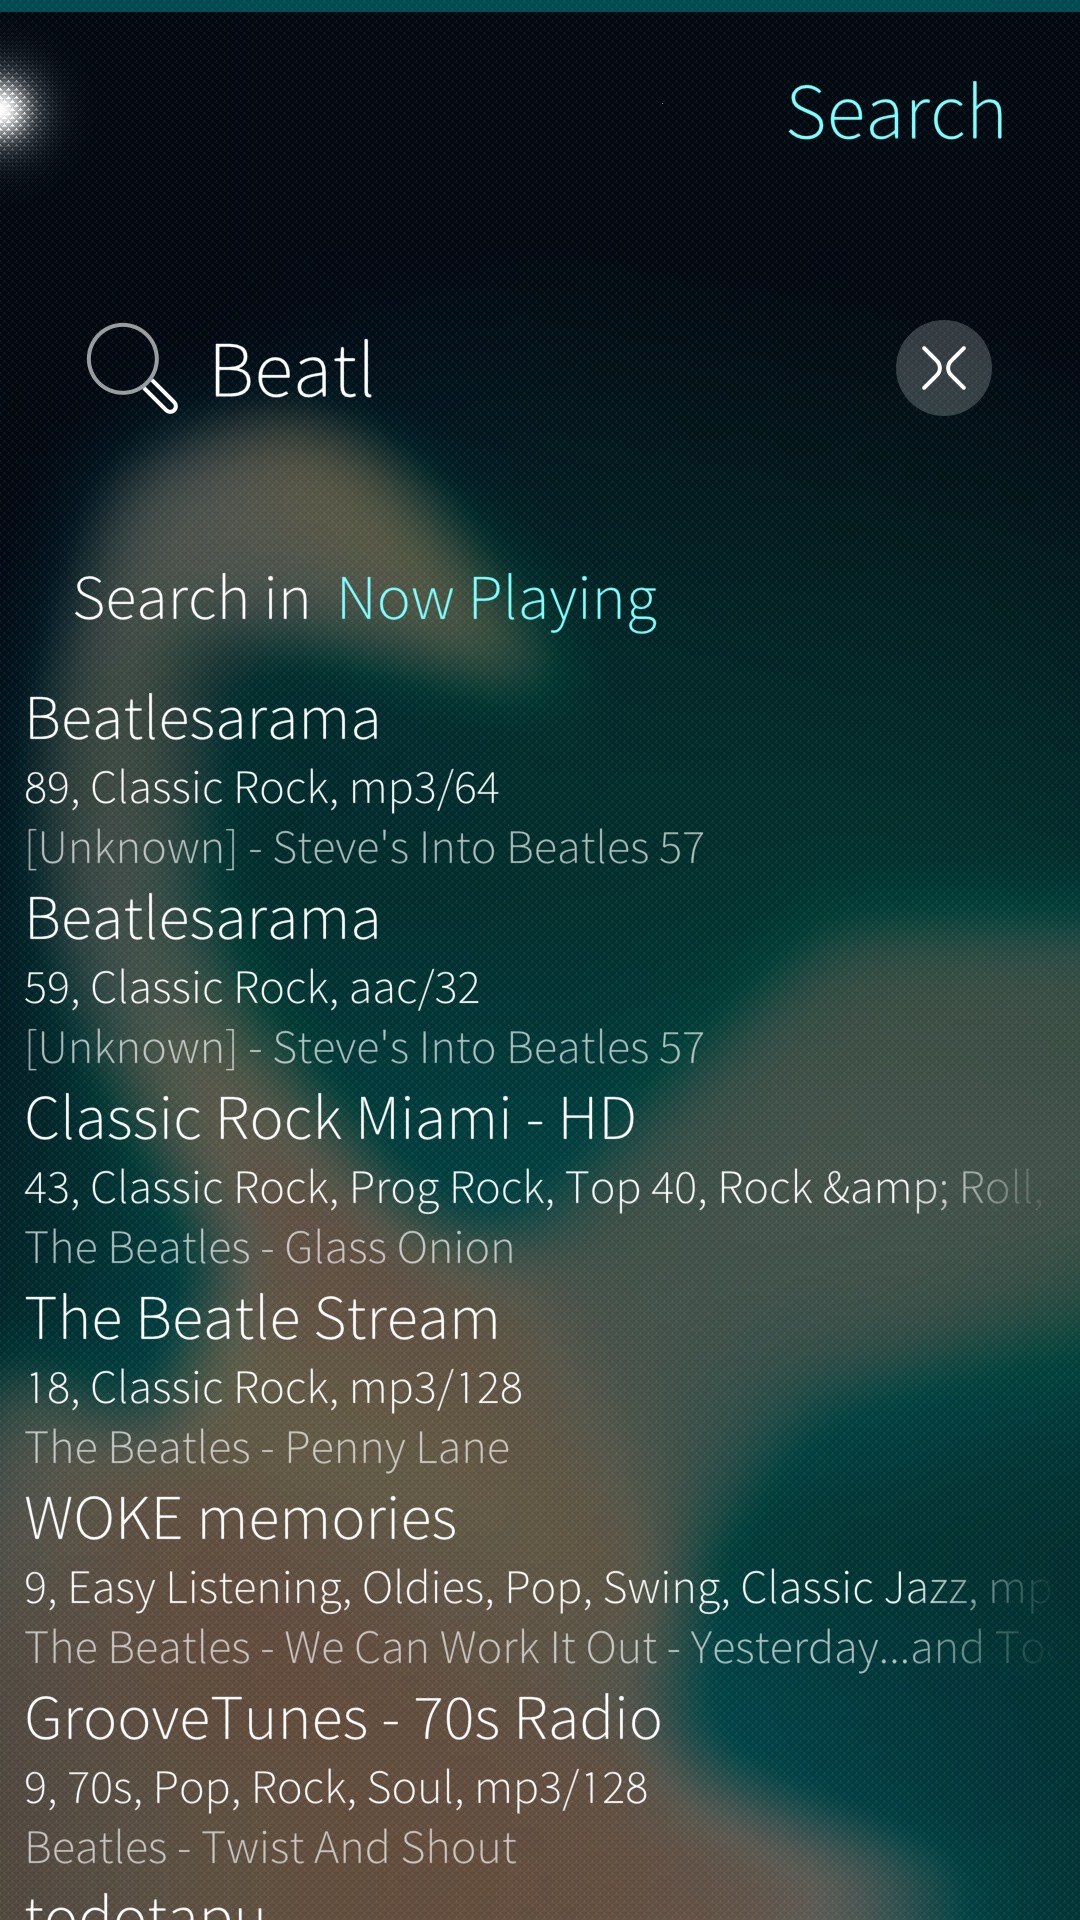 Search
Beatl
Search in Now Playing
Beatlesarama
89, Classic Rock, mp3/64
[Unknown] - Steve's Into Beatles 57
Beatlesarama
59, Classic Rock, aac/32
[Unknown] - Steve's Into Beatles 57
Classic Rock Miami - HD
43, Classic Rock, Prog Rock, Top 40, Rock &amp; Roll,
The Beatles - Glass Onion
The Beatle Stream
18, Classic Rock, mp3/128
The Beatles - Penny Lane
WOKE memories
9, Easy Listening, Oldies, Pop, Swing, Classic Jazz, mp
The Beatles - We Can Work It Out - Yesterday...and To
GrooveTunes - 70s Radio
9, 70s, Pop, Rock, Soul, mp3/128
Beatles - Twist And Shout